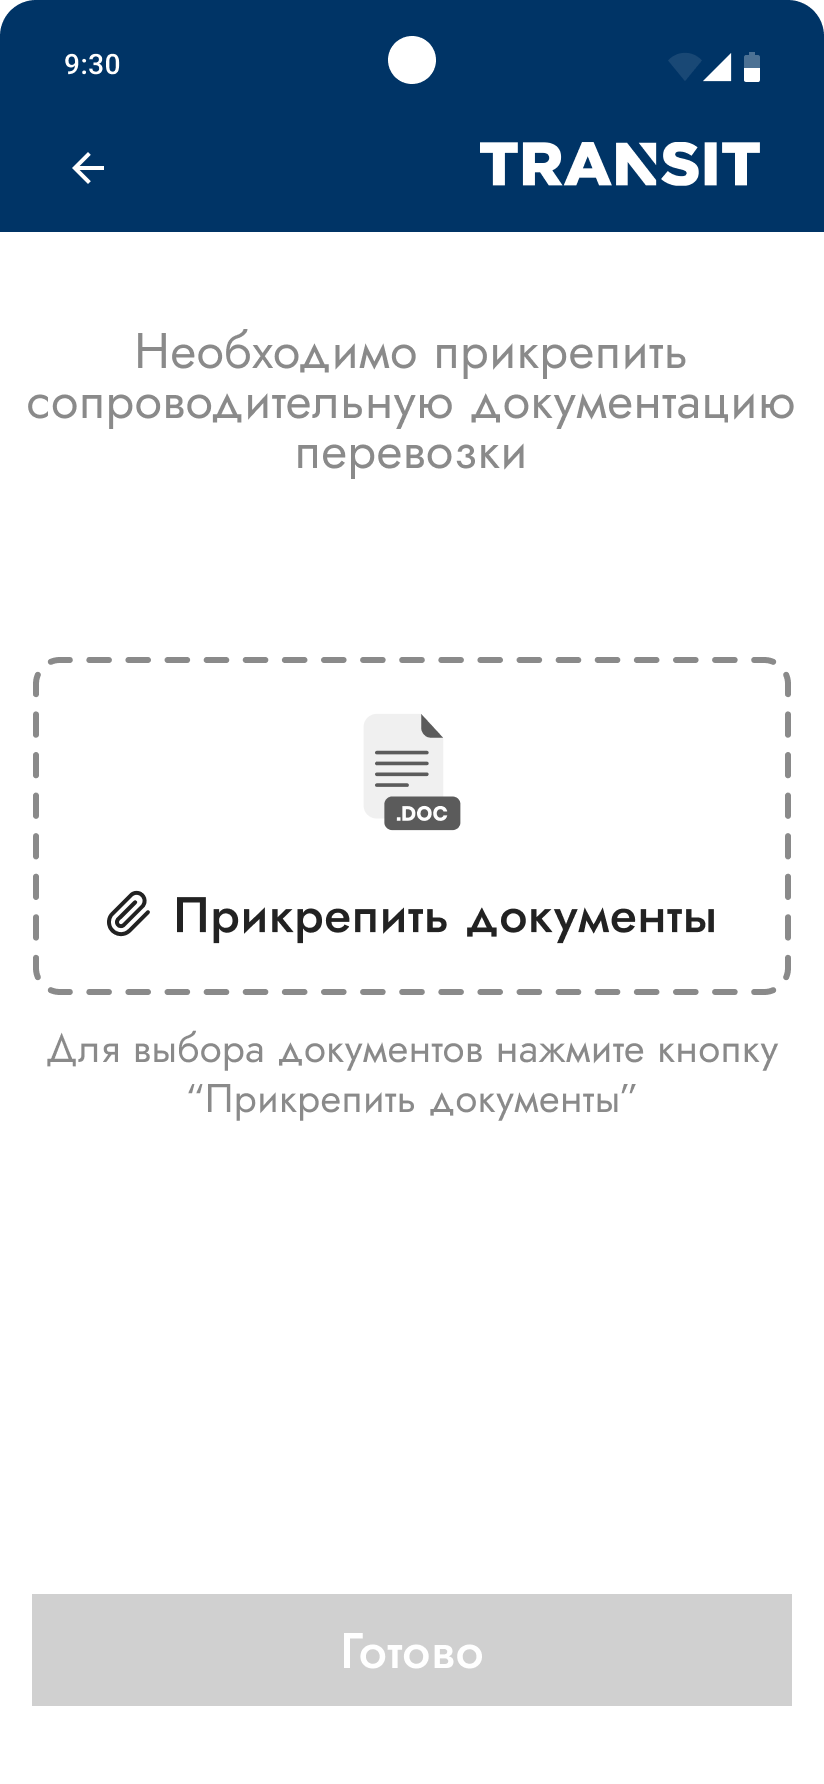 9:30
TRANSIT
Необходимо прикрепить
сопроводительную документацию
перевозки
.DOC
Прикрепить документы
Для выбора документов нажмите кнопку
“Прикрепить документы”
Готово